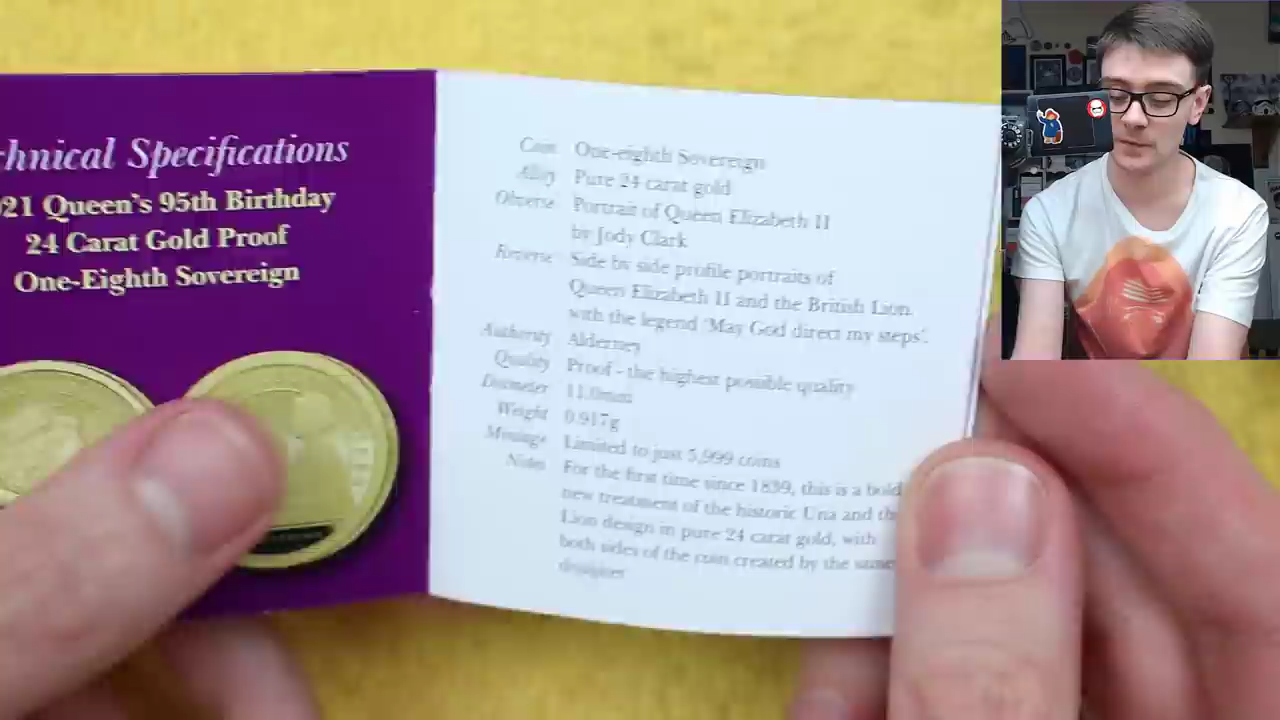 chnical Specifications
021 Queen's 95th Birthday
24 Carat Gold Proof
One-Eighth Sovereign
Coin One-eighth Sovereign
Alloy Pure 24 carat gold
Obverse Portrait of Queen Elizabeth II
by Jody Clark
Reverse Side by side profile portraits of
Queen Elizabeth II and the British Lion
with the legend 'May God direct my steps'.
Authority Alderney
Quality Proof - the highest possible quality
Diameter 11.0mm
Weight 0.917g
Mintage Limited to just 5,999 coins
Notes For the first time since 1839, this is a bold
new treatment of the historic Una and the
Lion design in pure 24 carat gold, with
both sides of the coin created by the same
designer